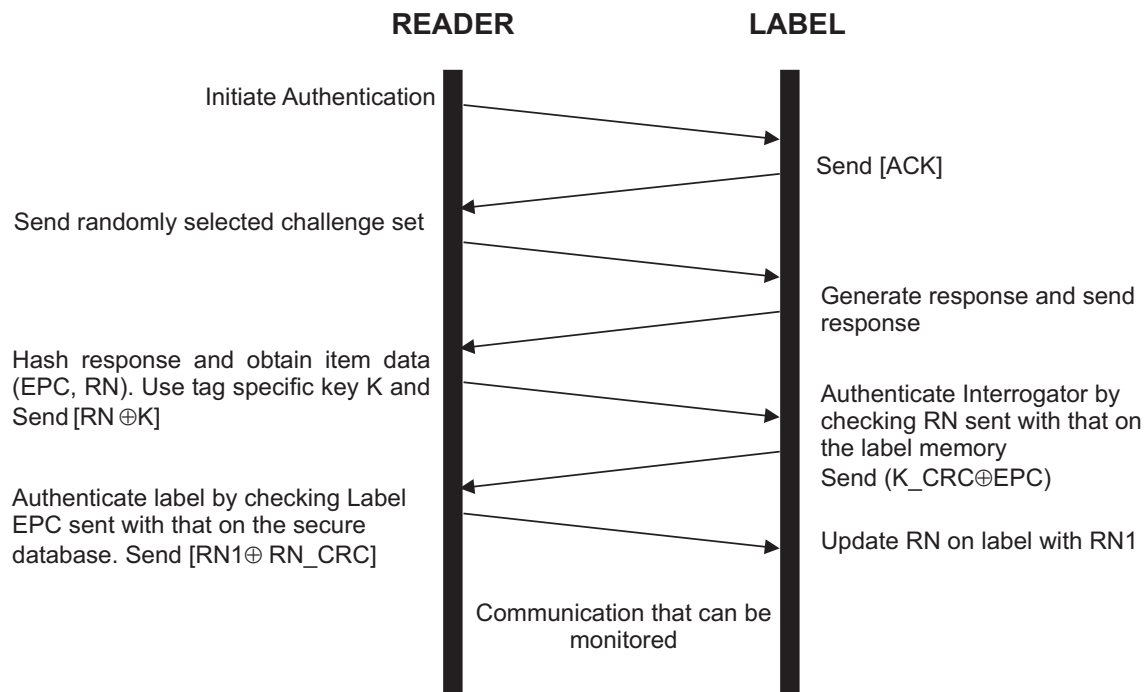 READER
LABEL
Initiate Authentication
Send [ACK]
Send randomly selected challenge set
Generate response and send
response
Hash response and obtain item data
(EPC, RN). Use tag specific key K and
Send [RN ⊕K]
Authenticate Interrogator by
checking RN sent with that on
the label memory
Send (K_CRC⊕EPC)
Authenticate label by checking Label
EPC sent with that on the secure
database. Send [RN1⊕ RN_CRC]
Update RN on label with RN1
Communication that can be
monitored